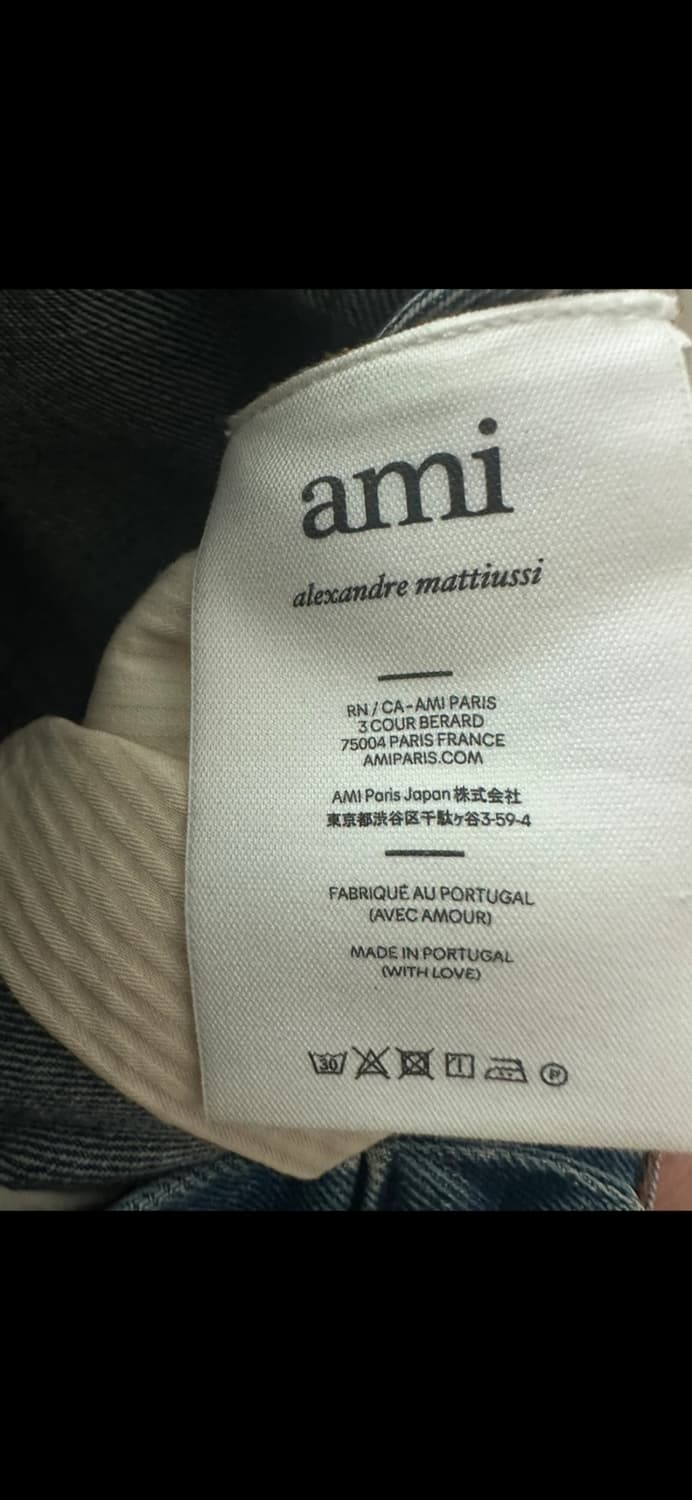 ami
alexandre mattiussi
RN / CA-AMI PARIS
3 COUR BERARD
75004 PARIS FRANCE
AMIPARIS.COM
AMI Paris Japan 株式会社
東京都渋谷区千駄ヶ谷3-59-4
FABRIQUÉ AU PORTUGAL
(AVEC AMOUR)
MADE IN PORTUGAL
(WITH LOVE)
30 P